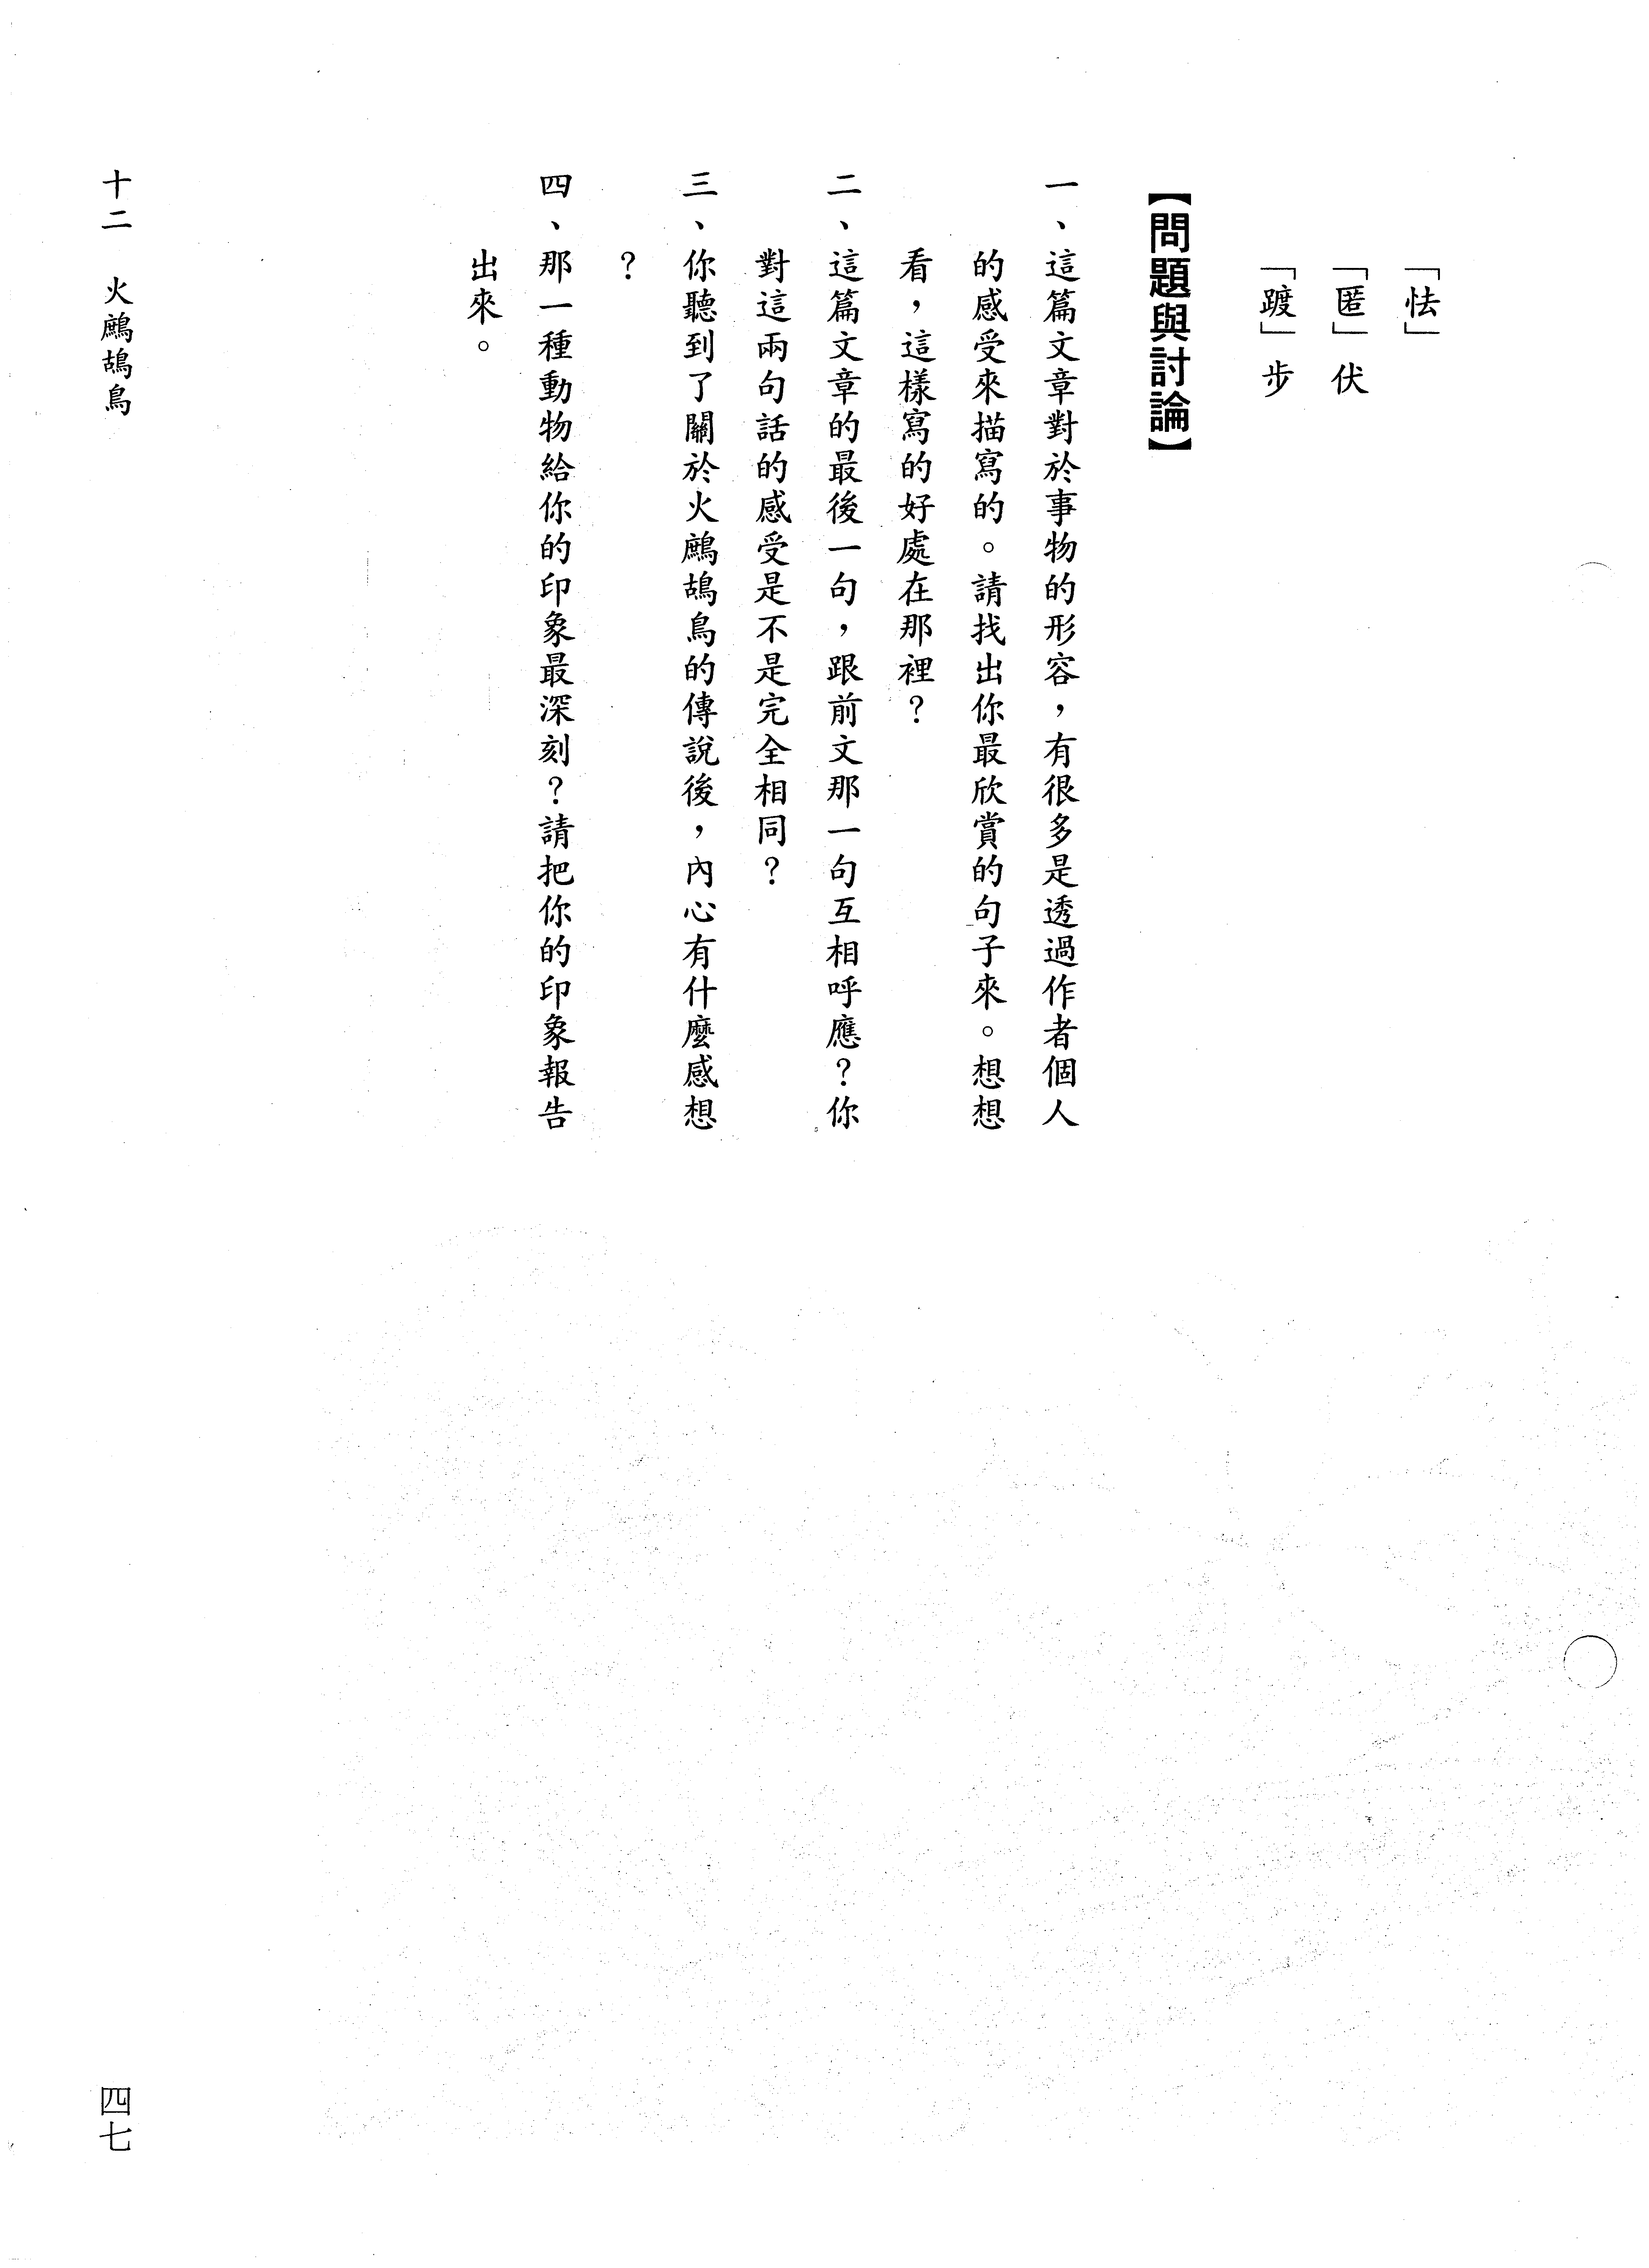 「怯」
「匿」伏
「踱」步
【問題與討論】
一、這篇文章對於事物的形容，有很多是透過作者個人
的感受來描寫的。請找出你最欣賞的句子來。想想
看，這樣寫的好處在那裡？
二、這篇文章的最後一句，跟前文那一句互相呼應？你
對這兩句話的感受是不是完全相同？
三、你聽到了關於火鷓鴣鳥的傳說後，內心有什麼感想
？
四、那一種動物給你的印象最深刻？請把你的印象報告
出來。
十二 火鷓鴣鳥
四七